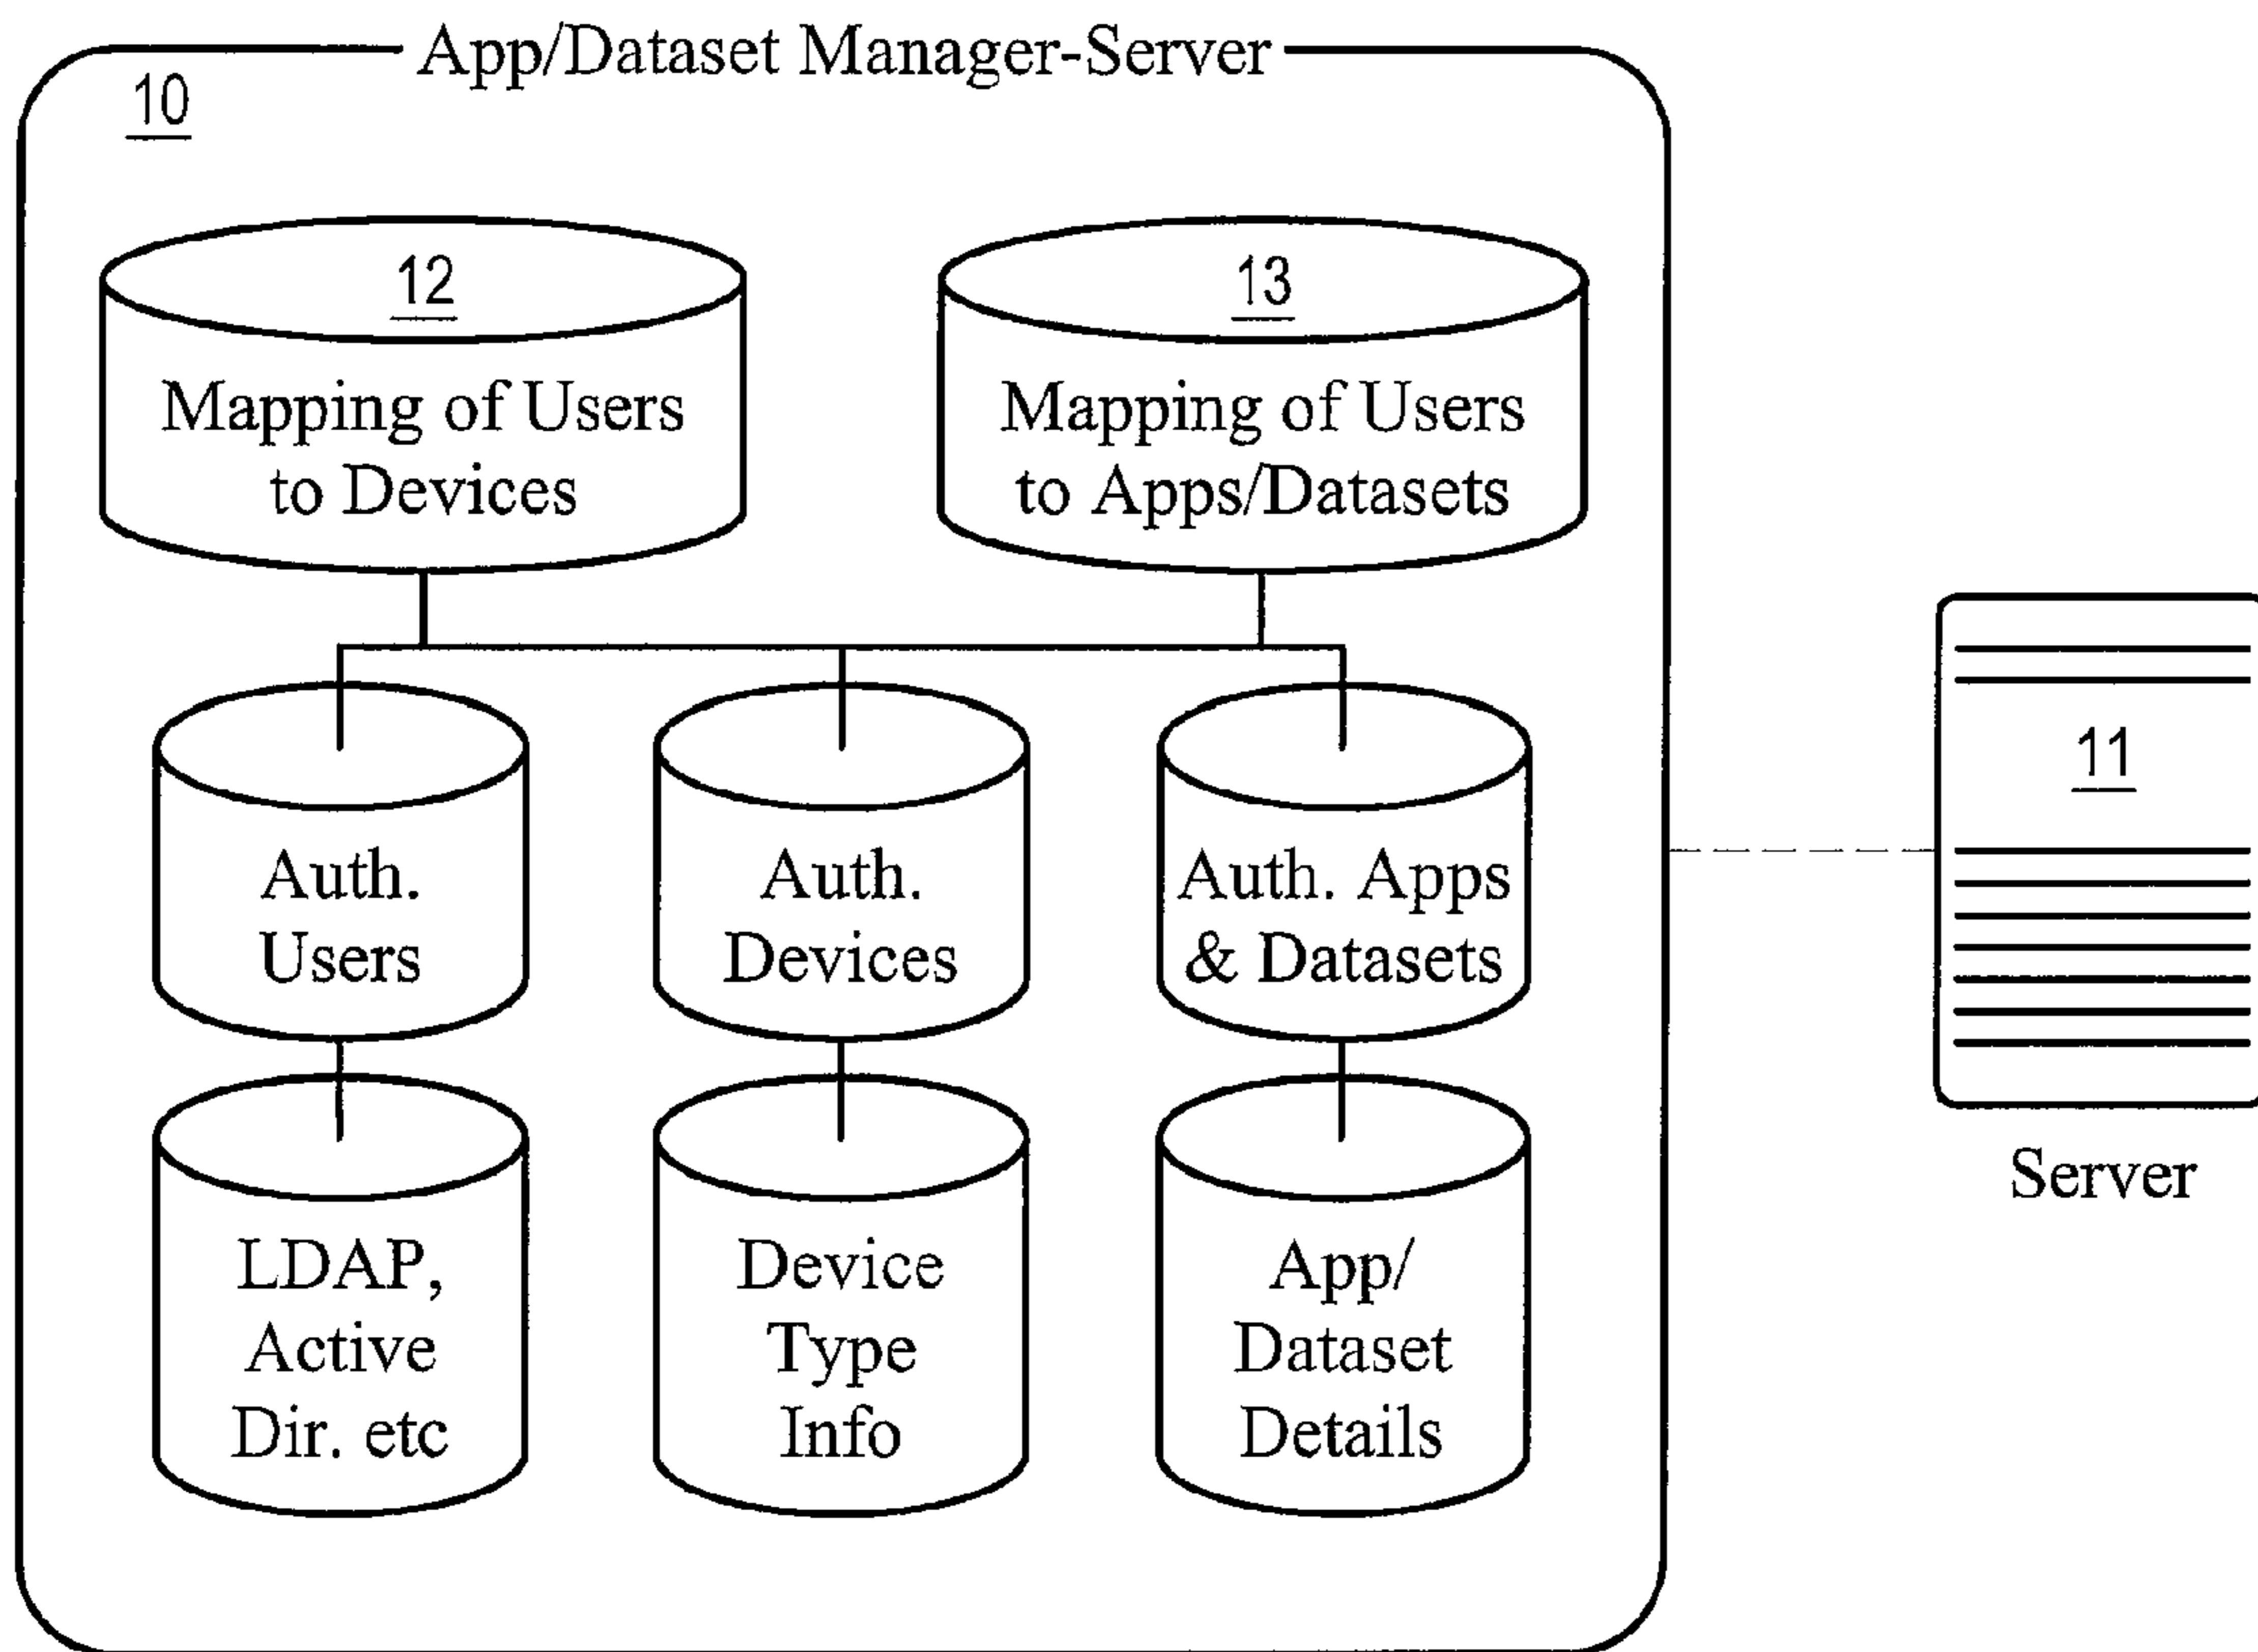 App/Dataset Manager-Server
10
12
13
Mapping of Users
to Devices
Mapping of Users
to Apps/Datasets
11
Auth.
Users
Auth.
Devices
Auth. Apps
& Datasets
Server
LDAP,
Active
Dir. etc
Device
Type
Info
App/
Dataset
Details